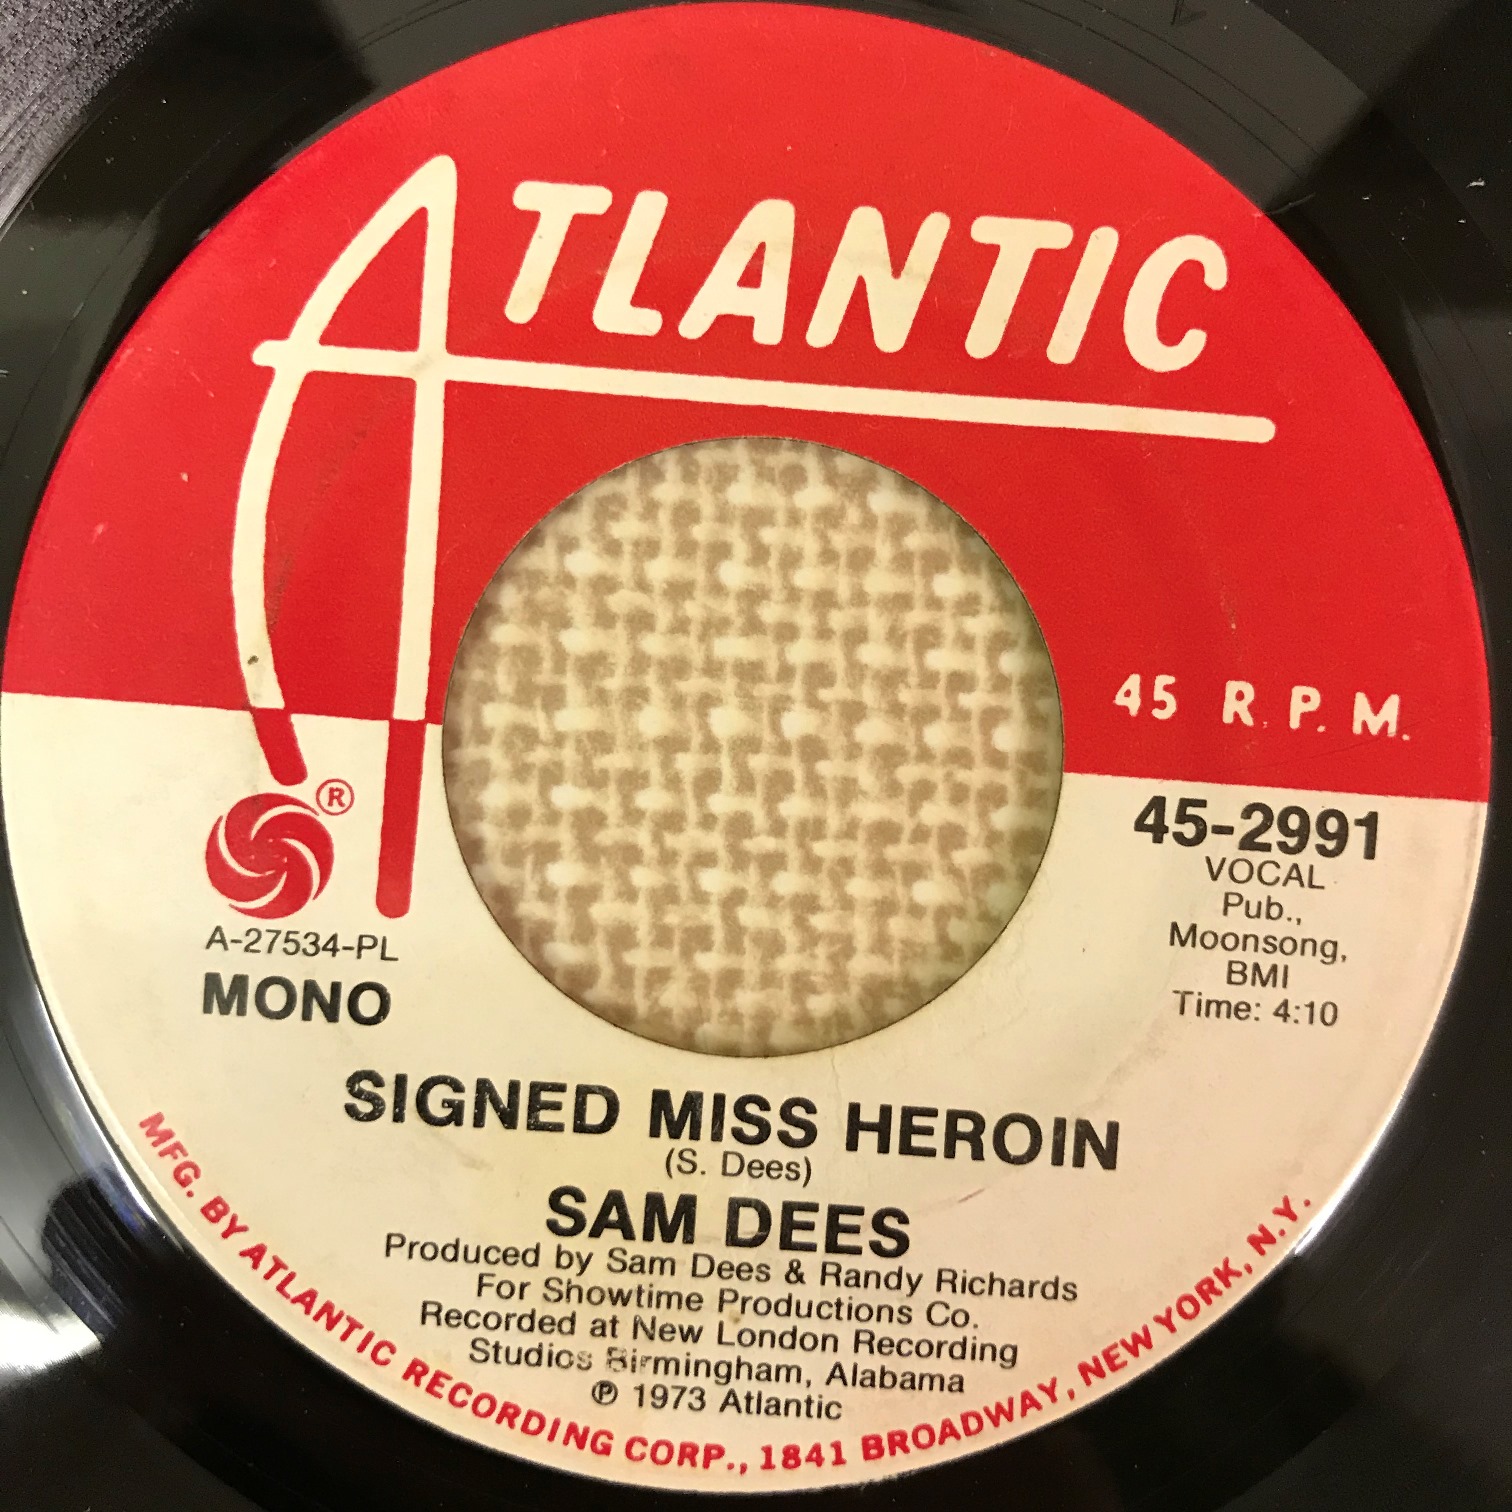 ATLANTIC
45 R.P.M.
®
A-27534-PL
MONO
45-2991
VOCAL
Pub.,
Moonsong,
BMI
Time: 4:10
SIGNED MISS HEROIN
(S. Dees)
SAM DEES
Produced by Sam Dees & Randy Richards
For Showtime Productions Co.
Recorded at New London Recording
Studios Birmingham, Alabama
℗ 1973 Atlantic
MFG. BY ATLANTIC RECORDING CORP., 1841 BROADWAY, NEW YORK, N.Y.